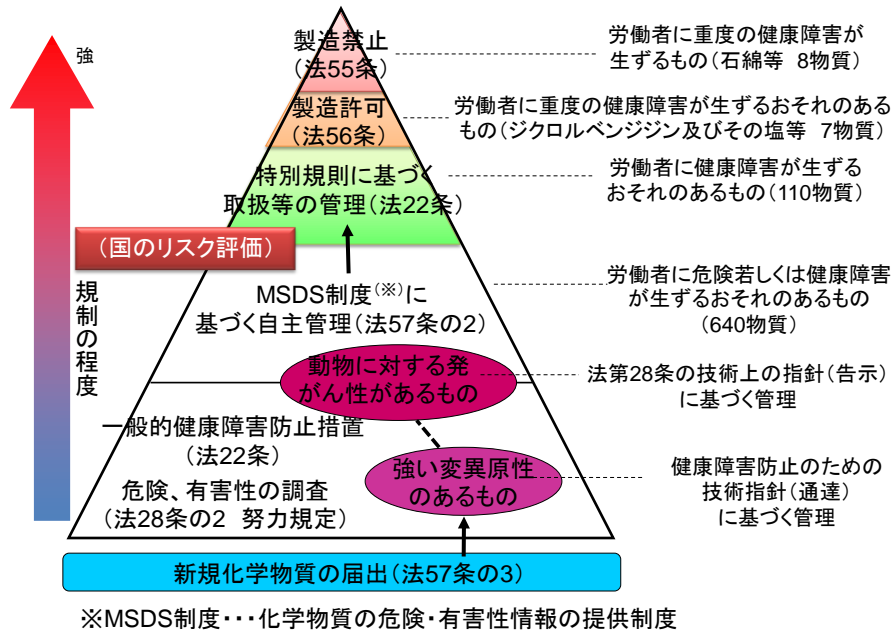 強
製造禁止
（法55条）
労働者に重度の健康障害が
生ずるもの（石綿等 8物質）
製造許可
（法56条）
労働者に重度の健康障害が生ずるおそれのある
もの（ジクロルベンジジン及びその塩等 7物質）
特別規則に基づく
取扱等の管理（法22条）
労働者に健康障害が生ずる
おそれのあるもの（110物質）
（国のリスク評価）
規制の程度
MSDS制度（※）に
基づく自主管理（法57条の2）
労働者に危険若しくは健康障害
が生ずるおそれのあるもの
（640物質）
動物に対する発
がん性があるもの
法第28条の技術上の指針（告示）
に基づく管理
一般的健康障害防止措置
（法22条）
強い変異原性
のあるもの
健康障害防止のための
技術指針（通達）
に基づく管理
危険、有害性の調査
（法28条の2 努力規定）
新規化学物質の届出（法57条の3）
※MSDS制度・・・化学物質の危険・有害性情報の提供制度